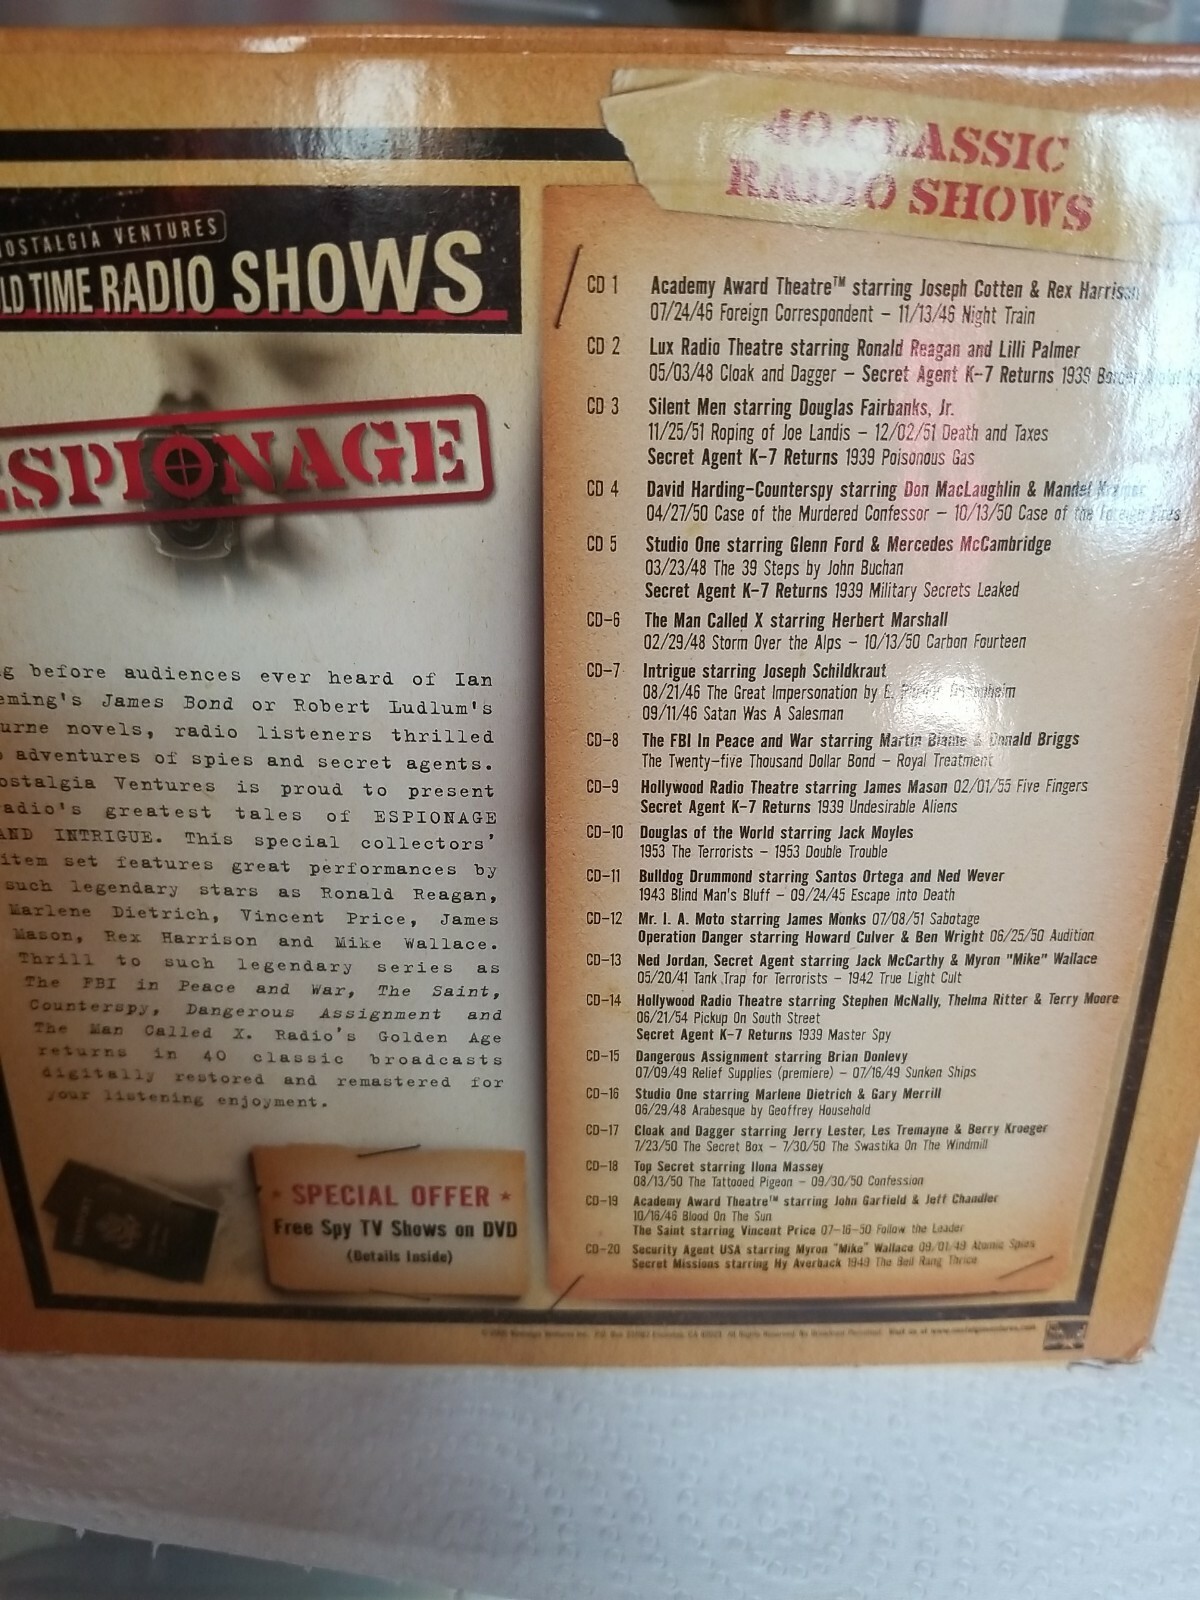 40 CLASSIC
RADIO SHOWS
NOSTALGIA VENTURES
OLD TIME RADIO SHOWS
ESPIONAGE
g before audiences ever heard of Ian
eming's James Bond or Robert Ludlum's
urne novels, radio listeners thrilled
adventures of spies and secret agents.
ostalgia Ventures is proud to present
adio's greatest tales of ESPIONAGE
AND INTRIGUE. This special collectors'
item set features great performances by
such legendary stars as Ronald Reagan,
Marlene Dietrich, Vincent Price, James
Mason, Rex Harrison and Mike Wallace.
Thrill to such legendary series as
The FBI in Peace and War, The Saint,
Counterspy, Dangerous Assignment and
The Man Called X. Radio's Golden Age
returns in 40 classic broadcasts
digitally restored and remastered for
your listening enjoyment.
* SPECIAL OFFER *
Free Spy TV Shows on DVD
(Details Inside)
CD 1 Academy Award Theatre™ starring Joseph Cotten & Rex Harrison
07/24/46 Foreign Correspondent – 11/13/46 Night Train
CD 2 Lux Radio Theatre starring Ronald Reagan and Lilli Palmer
05/03/48 Cloak and Dagger – Secret Agent K-7 Returns 1939
CD 3 Silent Men starring Douglas Fairbanks, Jr.
11/25/51 Roping of Joe Landis – 12/02/51 Death and Taxes
Secret Agent K-7 Returns 1939 Poisonous Gas
CD 4 David Harding-Counterspy starring Don MacLaughlin & Mandel Kramer
04/27/50 Case of the Murdered Confessor – 10/13/50 Case of the
CD 5 Studio One starring Glenn Ford & Mercedes McCambridge
03/23/48 The 39 Steps by John Buchan
Secret Agent K-7 Returns 1939 Military Secrets Leaked
CD-6 The Man Called X starring Herbert Marshall
02/29/48 Storm Over the Alps – 10/13/50 Carbon Fourteen
CD-7 Intrigue starring Joseph Schildkraut
08/21/46 The Great Impersonation by E.
09/11/46 Satan Was A Salesman
CD-8 The FBI In Peace and War starring Martin Blaine & Donald Briggs
The Twenty-five Thousand Dollar Bond – Royal Treatment
CD-9 Hollywood Radio Theatre starring James Mason 02/01/55 Five Fingers
Secret Agent K-7 Returns 1939 Undesirable Aliens
CD-10 Douglas of the World starring Jack Moyles
1953 The Terrorists – 1953 Double Trouble
CD-11 Bulldog Drummond starring Santos Ortega and Ned Wever
1943 Blind Man's Bluff – 09/24/45 Escape into Death
CD-12 Mr. I. A. Moto starring James Monks 07/08/51 Sabotage
Operation Danger starring Howard Culver & Ben Wright 06/25/50 Audition
CD-13 Ned Jordan, Secret Agent starring Jack McCarthy & Myron "Mike" Wallace
05/20/41 Tank Trap for Terrorists – 1942 True Light Cult
CD-14 Hollywood Radio Theatre starring Stephen McNally, Thelma Ritter & Terry Moore
06/21/54 Pickup On South Street
Secret Agent K-7 Returns 1939 Master Spy
CD-15 Dangerous Assignment starring Brian Donlevy
07/09/49 Relief Supplies (premiere) – 07/16/49 Sunken Ships
CD-16 Studio One starring Marlene Dietrich & Gary Merrill
06/29/48 Arabesque by Geoffrey Household
CD-17 Cloak and Dagger starring Jerry Lester, Les Tremayne & Berry Kroeger
7/23/50 The Secret Box – 7/30/50 The Swastika On The Windmill
CD-18 Top Secret starring Ilona Massey
08/13/50 The Tattooed Pigeon – 09/30/50 Confession
CD-19 Academy Award Theatre™ starring John Garfield & Jeff Chandler
10/16/46 Blood On The Sun
The Saint starring Vincent Price 07-16-50 Follow the Leader
CD-20 Security Agent USA starring Myron "Mike" Wallace 09/01/49 Atomic Spies
Secret Missions starring Hy Averback 1949 The Bell Rang Thrice